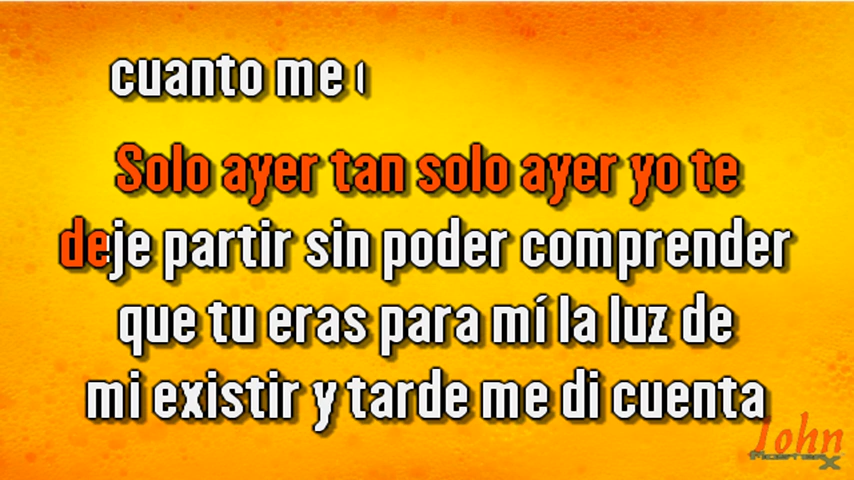 cuanto me
Solo ayer tan solo ayer yo te
deje partir sin poder comprender
que tu eras para mí la luz de
mi existir y tarde me di cuenta
John